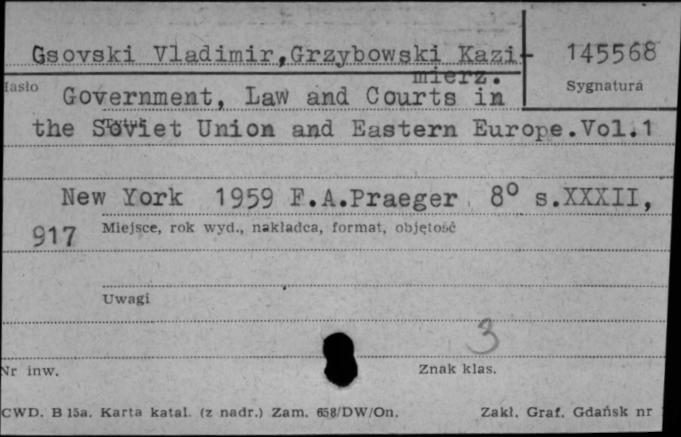 Gsovski Vladimir,Grzybowski Kazi- 145568
mierz.
Hasło Sygnatura
Government, Law and Courts in
Tytuł
the Soviet Union and Eastern Europe.Vol.1
New York 1959 F.A.Praeger 8° s.XXXII,
917 Miejsce, rok wyd., nakładca, format, objętość
Uwagi
3
Nr inw. Znak klas.
CWD. B 15a. Karta katal. (z nadr.) Zam. 658/DW/On. Zakł. Graf. Gdańsk nr